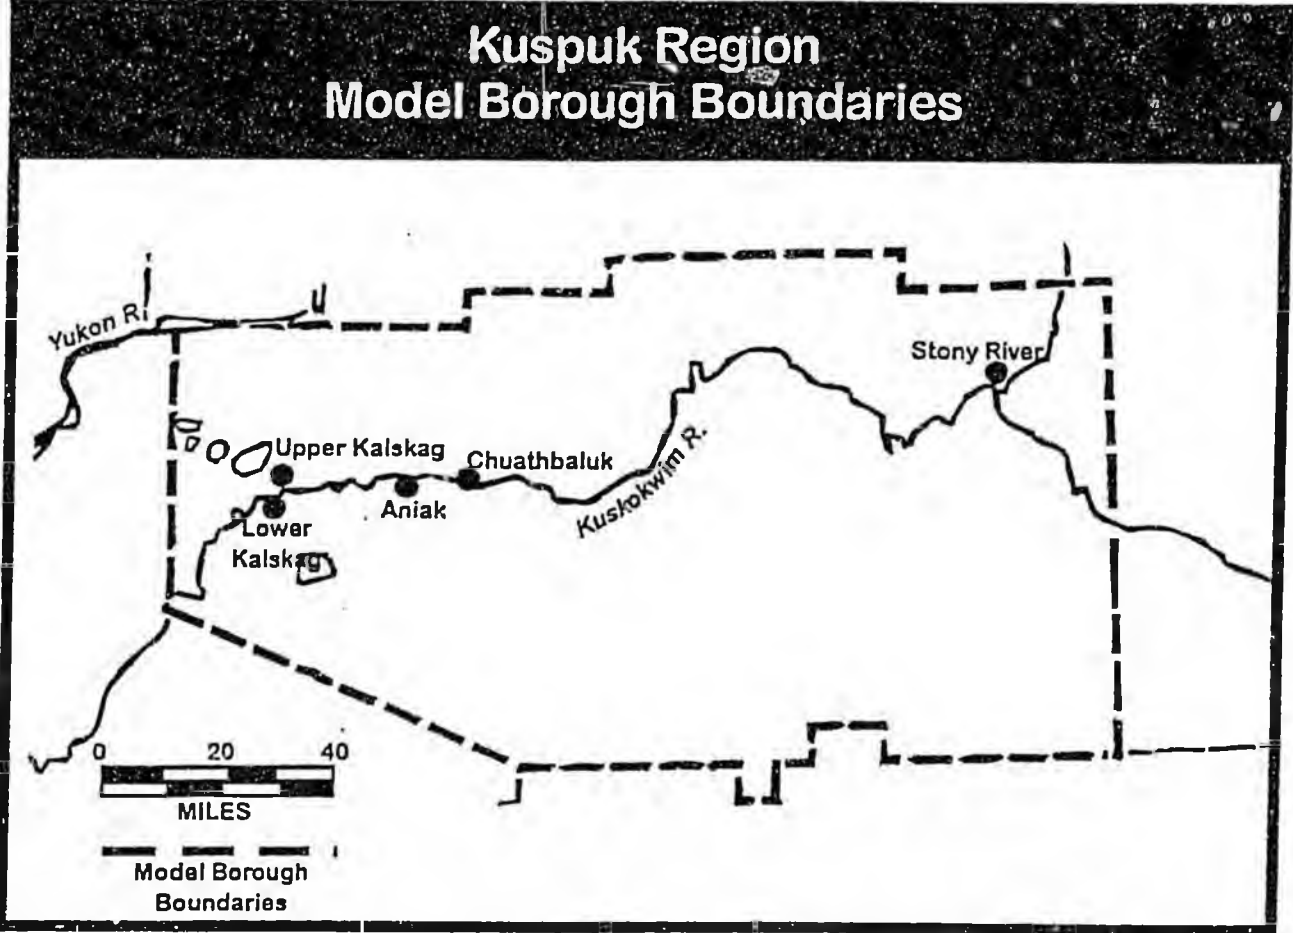 Kuspuk Region
Model Borough Boundaries
Yukon R.
Stony River
Upper Kalskag
Chuathbaluk
Kuskokwim R.
Aniak
Lower
Kalskag
0 20 40
MILES
Model Borough
Boundaries